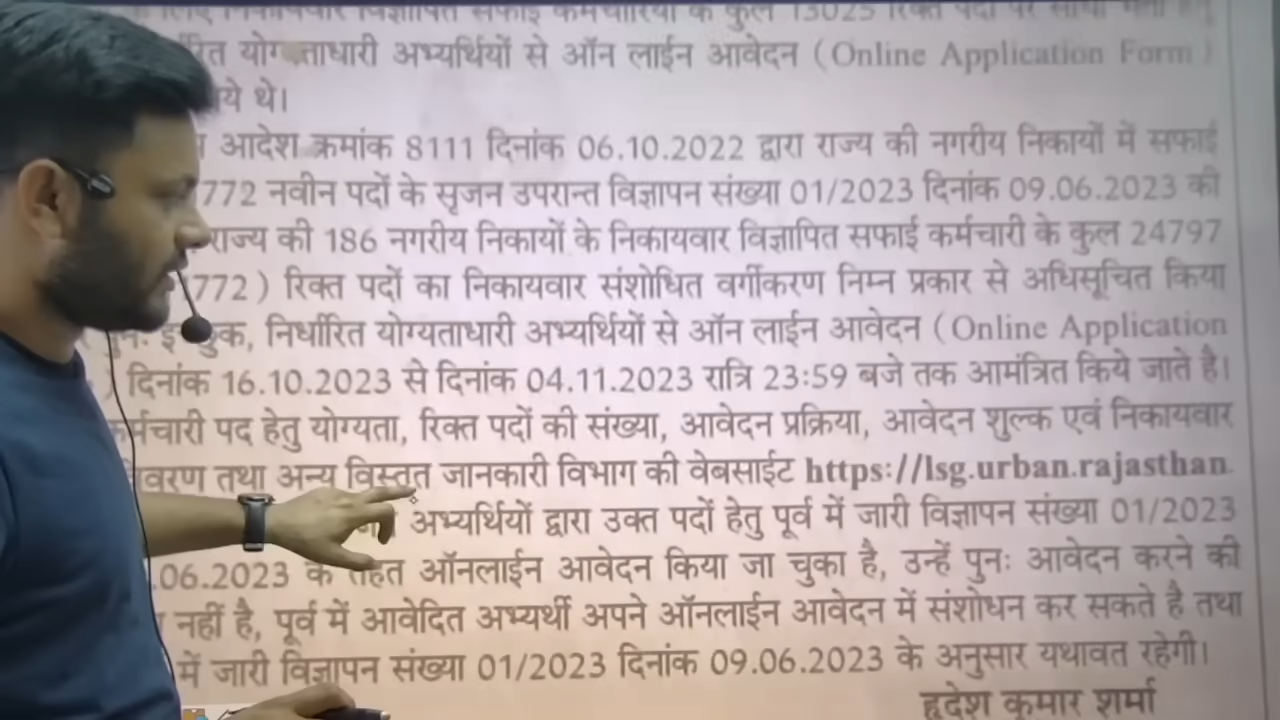 निकायवार विज्ञापित सफाई कर्मचारियों के कुल 13025 रिक्त पदों पर
योग्यताधारी अभ्यर्थियों से ऑन लाईन आवेदन (Online Application Form)
थे।
आदेश क्रमांक 8111 दिनांक 06.10.2022 द्वारा राज्य की नगरीय निकायों में सफाई
772 नवीन पदों के सृजन उपरान्त विज्ञापन संख्या 01/2023 दिनांक 09.06.2023 की
राज्य की 186 नगरीय निकायों के निकायवार विज्ञापित सफाई कर्मचारी के कुल 24797
772) रिक्त पदों का निकायवार संशोधित वर्गीकरण निम्न प्रकार से अधिसूचित किया
निर्धारित योग्यताधारी अभ्यर्थियों से ऑन लाईन आवेदन (Online Application
) दिनांक 16.10.2023 से दिनांक 04.11.2023 रात्रि 23:59 बजे तक आमंत्रित किये जाते है।
पद हेतु योग्यता, रिक्त पदों की संख्या, आवेदन प्रक्रिया, आवेदन शुल्क एवं निकायवार
तथा अन्य विस्तृत जानकारी विभाग की वेबसाईट https://lsg.urban.rajasthan.
अभ्यर्थियों द्वारा उक्त पदों हेतु पूर्व में जारी विज्ञापन संख्या 01/2023
.06.2023 के तहत ऑनलाईन आवेदन किया जा चुका है, उन्हें पुनः आवेदन करने की
नहीं है, पूर्व में आवेदित अभ्यर्थी अपने ऑनलाईन आवेदन में संशोधन कर सकते है तथा
में जारी विज्ञापन संख्या 01/2023 दिनांक 09.06.2023 के अनुसार यथावत रहेगी।
हृदेश कुमार शर्मा